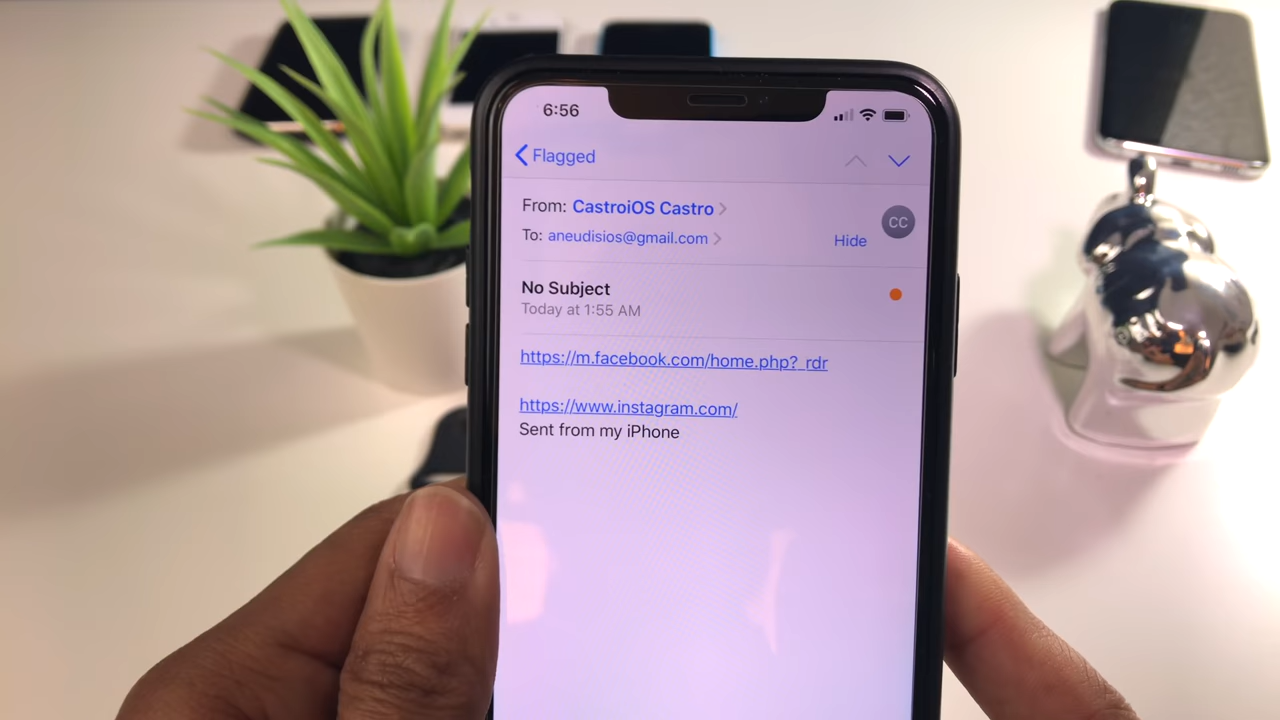 6:56
Flagged
From: CastroiOS Castro
CC
To: aneudisios@gmail.com
Hide
No Subject
Today at 1:55 AM
https://m.facebook.com/home.php?_rdr
https://www.instagram.com/
Sent from my iPhone